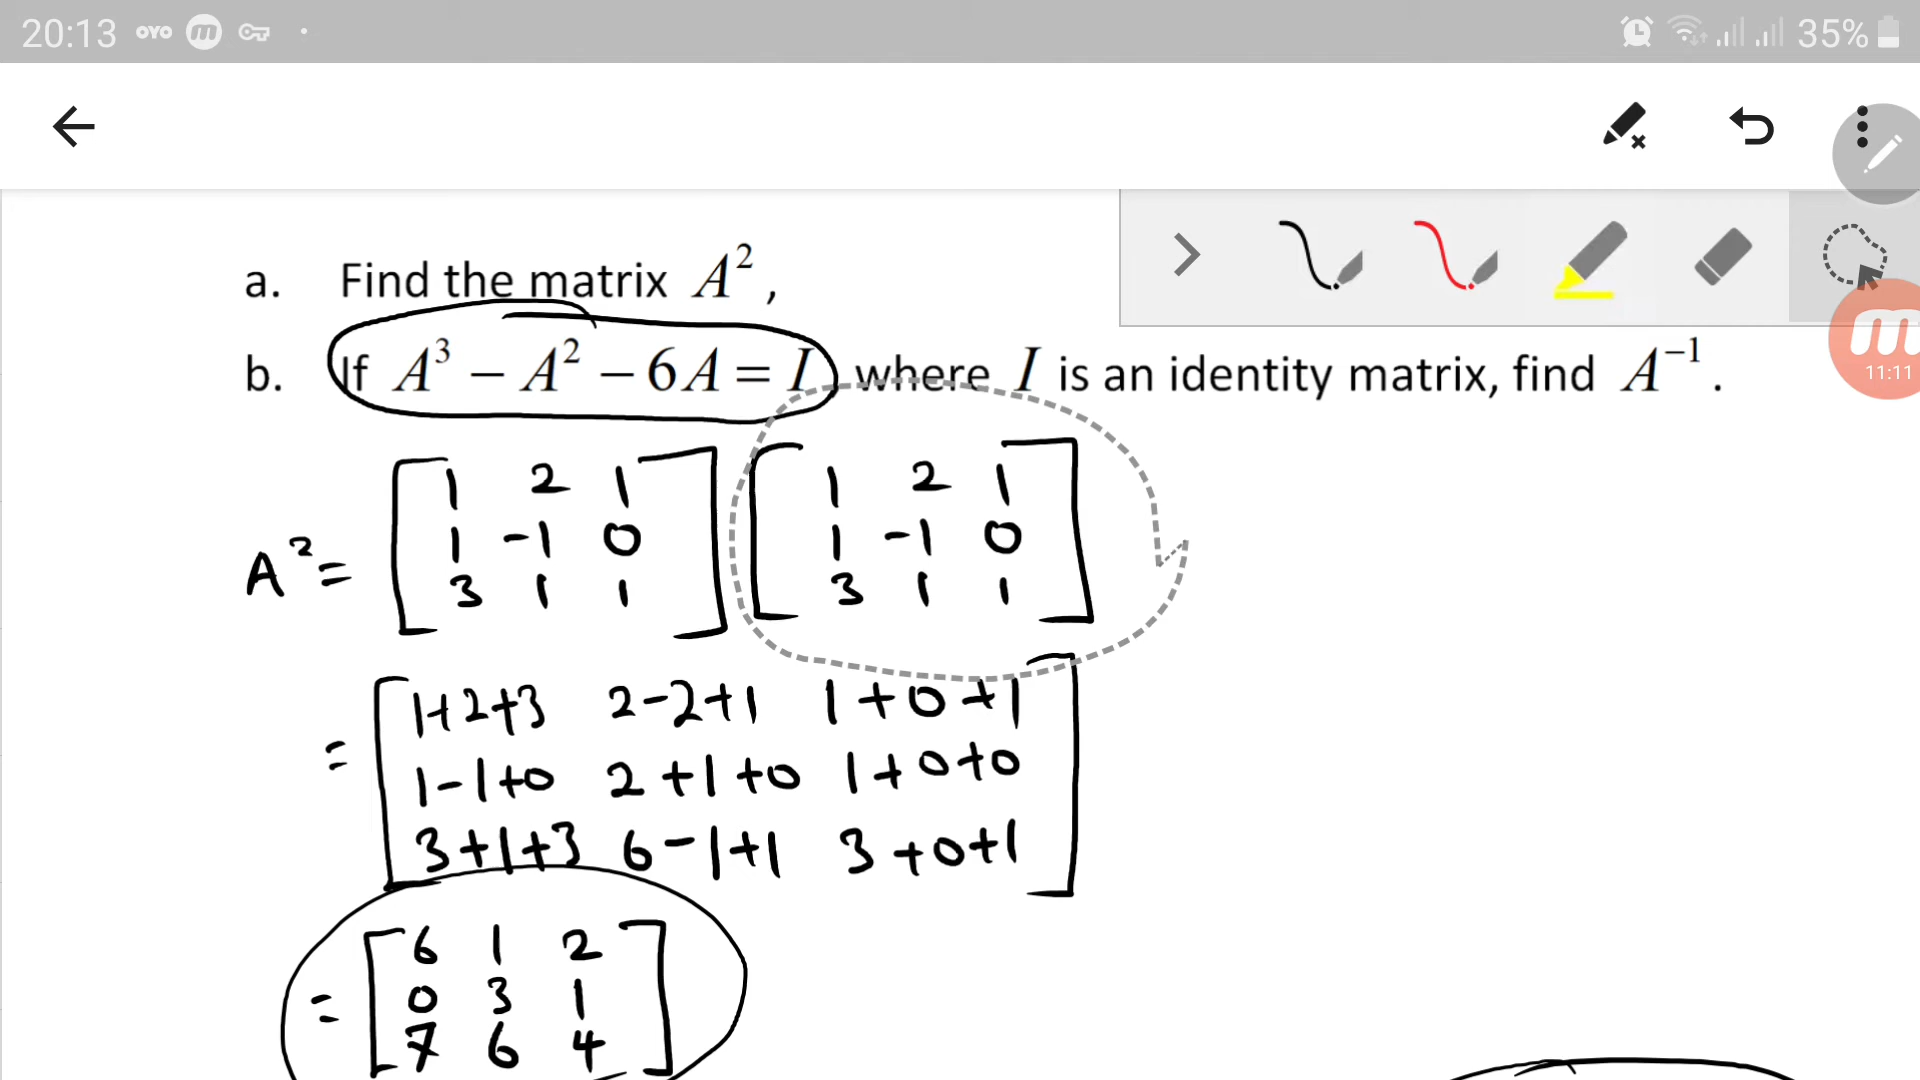 20:13 OYO m 35%
a. Find the matrix A²,
b. If A³ − A² − 6A = I, where I is an identity matrix, find A⁻¹.
m 11:11
A² = [1 2 1] [1 2 1]
[1 -1 0] [1 -1 0]
[3 1 1] [3 1 1]
= [1+2+3 2-2+1 1+0+1]
[1-1+0 2+1+0 1+0+0]
[3+1+3 6-1+1 3+0+1]
= [6 1 2]
[0 3 1]
[7 6 4]